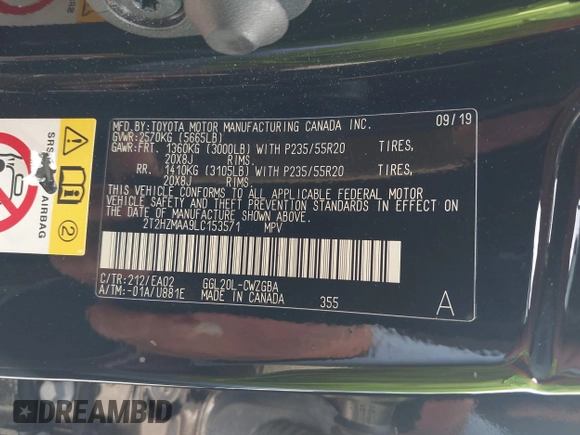 MFD.BY:TOYOTA MOTOR MANUFACTURING CANADA INC. 09/19
GVWR:2570KG (5665LB)
GAWR:FRT. 1360KG (3000LB) WITH P235/55R20 TIRES,
20X8J RIMS.
RR. 1410KG (3105LB) WITH P235/55R20 TIRES,
20X8J RIMS.
THIS VEHICLE CONFORMS TO ALL APPLICABLE FEDERAL MOTOR
VEHICLE SAFETY AND THEFT PREVENTION STANDARDS IN EFFECT ON
THE DATE OF MANUFACTURE SHOWN ABOVE.
2T2HZMAA9LC153571 MPV
C/TR:212/EA02 GGL20L-CWZGBA
A/TM:-01A/U881E MADE IN CANADA 355
A
SRS
AIRBAG
2
DREAMBID